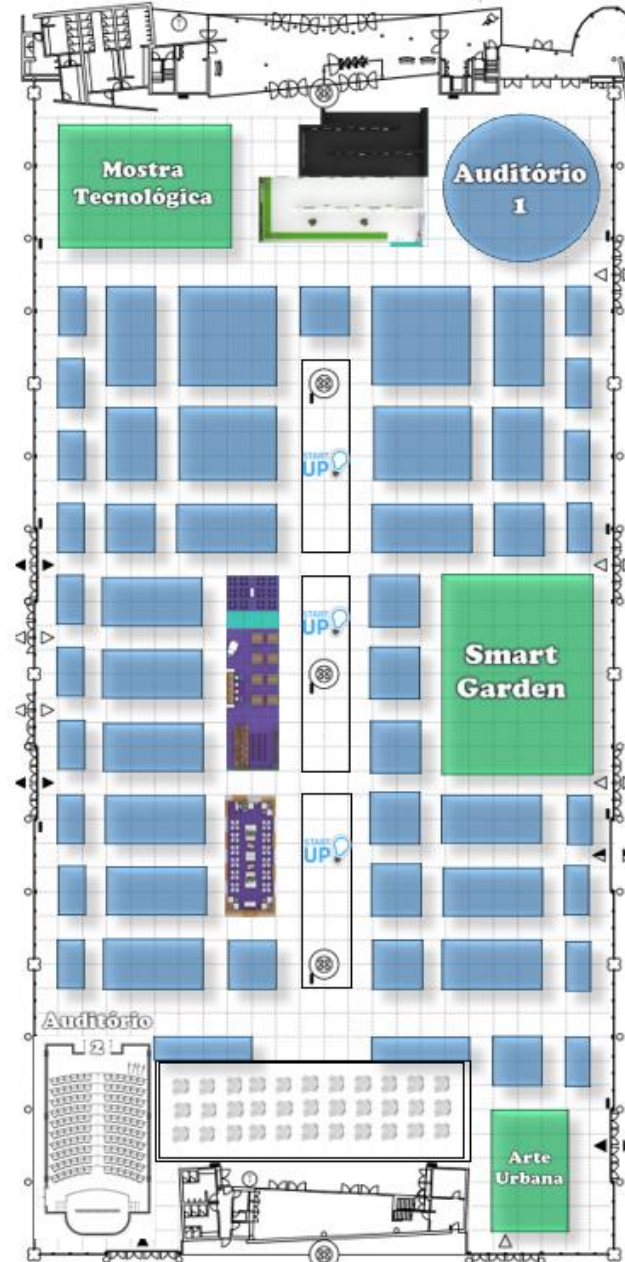 Mostra
Tecnológica
Auditório
1
START
UP
START
UP
Smart
Garden
START
UP
Auditório
2
Arte
Urbana